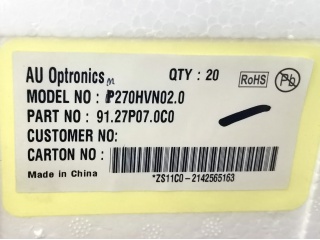 AU Optronics QTY : 20 RoHS Pb
MODEL NO : P270HVN02.0
PART NO : 91.27P07.0C0
CUSTOMER NO:
CARTON NO :
Made in China *ZS11C0-2142565163